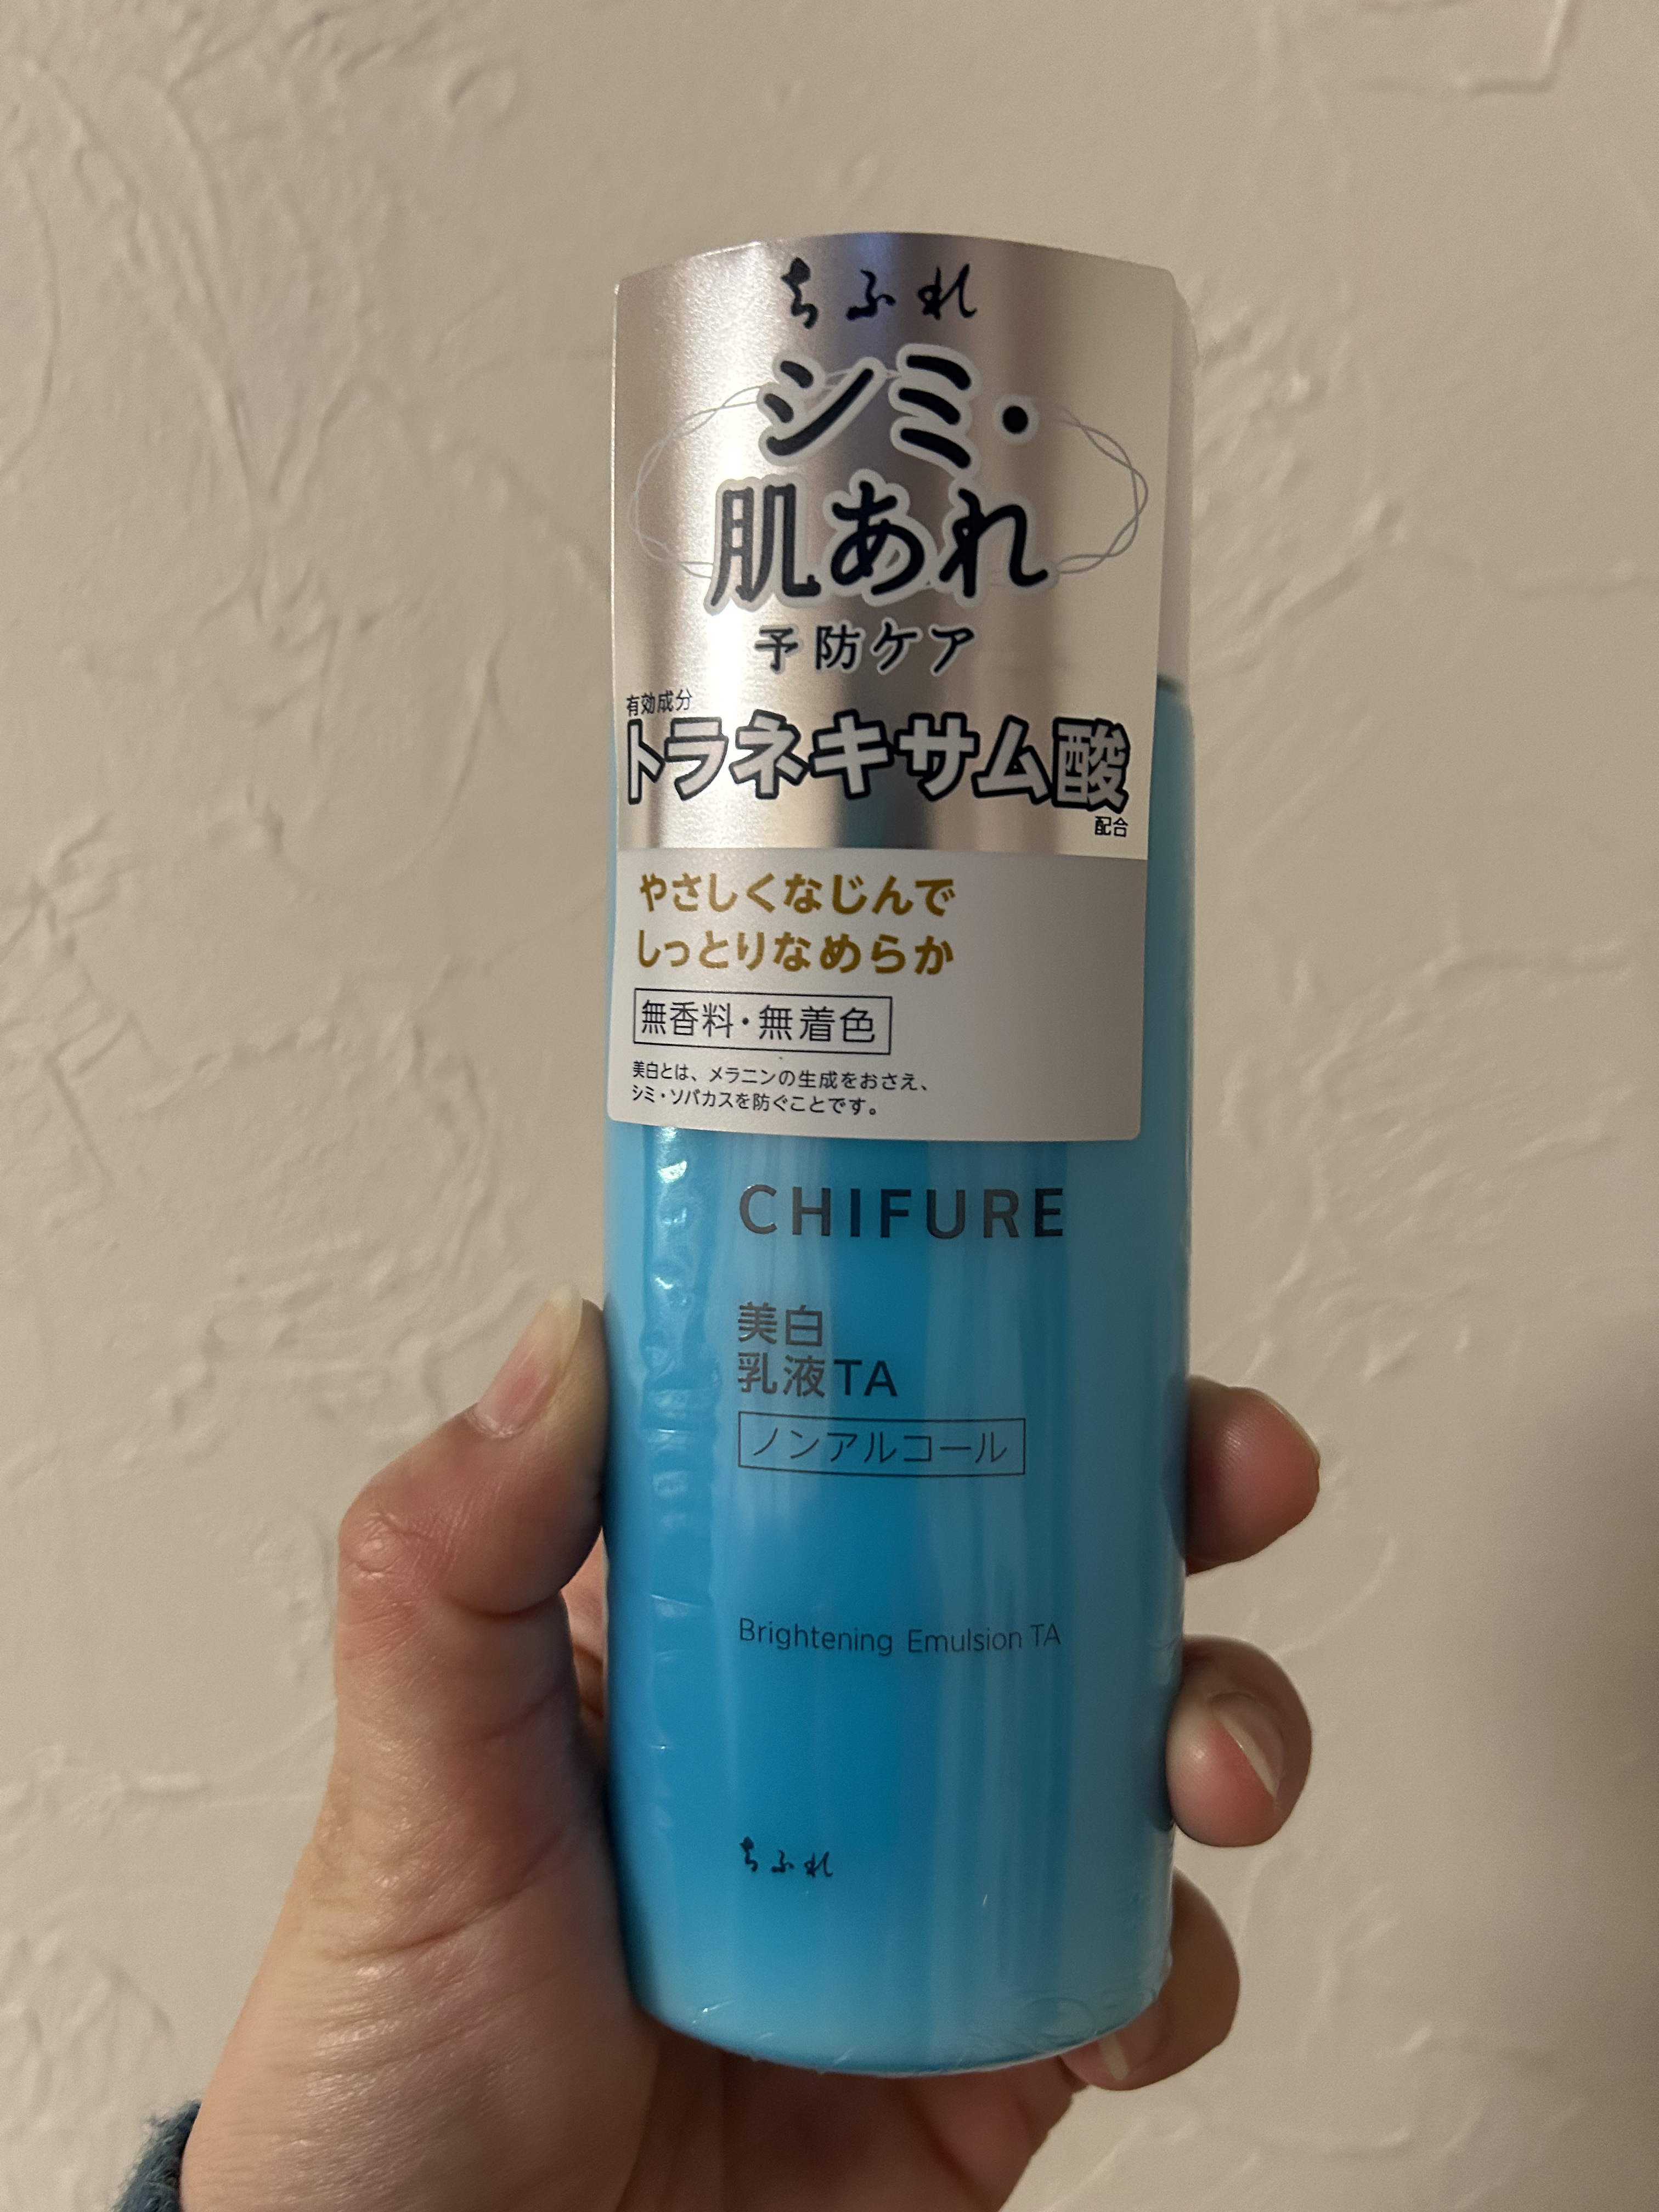 ちふれ
シミ・
肌あれ
予防ケア
有効成分
トラネキサム酸
配合
やさしくなじんで
しっとりなめらか
無香料・無着色
美白とは、メラニンの生成をおさえ、
シミ・ソバカスを防ぐことです。
CHIFURE
美白
乳液TA
ノンアルコール
Brightening Emulsion TA
ちふれ